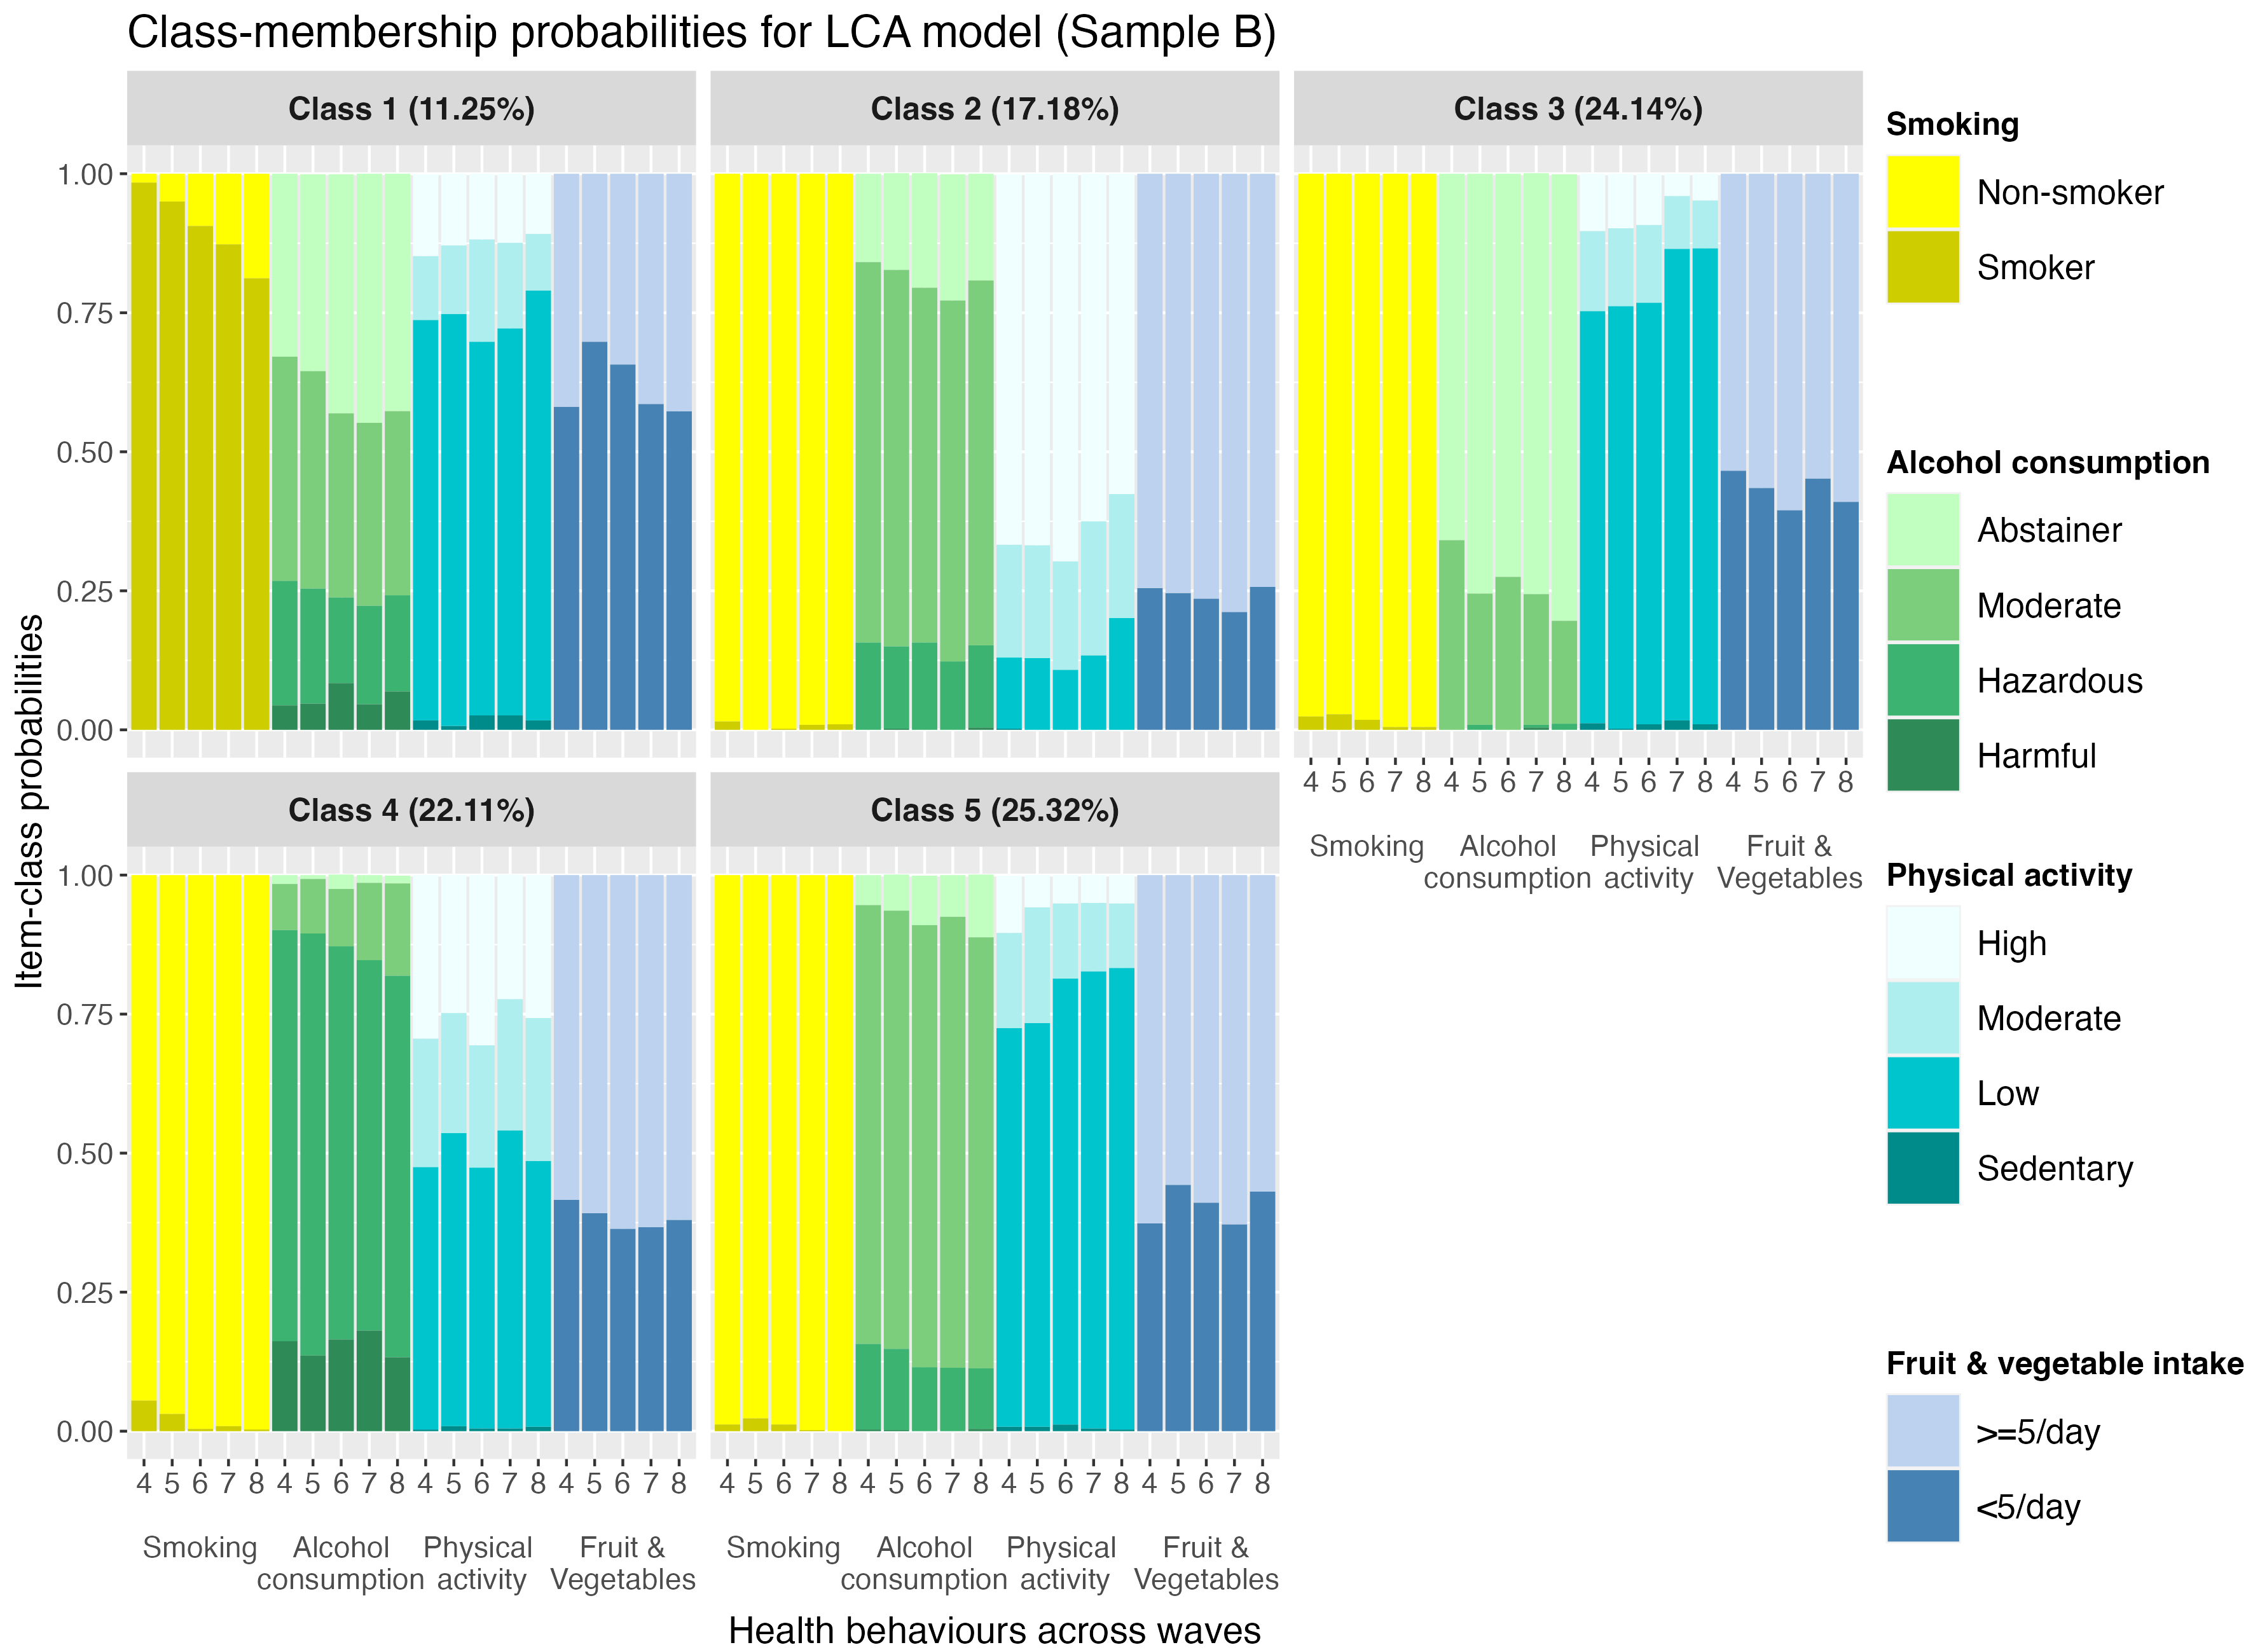 Class-membership probabilities for LCA model (Sample B)
Class 1 (11.25%)
Class 2 (17.18%)
Class 3 (24.14%)
1.00
0.75
0.50
0.25
0.00
4 5 6 7 8 4 5 6 7 8 4 5 6 7 8 4 5 6 7 8
Smoking Alcohol Physical Fruit &
consumption activity Vegetables
Class 4 (22.11%)
Class 5 (25.32%)
1.00
0.75
0.50
0.25
0.00
4 5 6 7 8 4 5 6 7 8 4 5 6 7 8 4 5 6 7 8
Smoking Alcohol Physical Fruit &
consumption activity Vegetables
4 5 6 7 8 4 5 6 7 8 4 5 6 7 8 4 5 6 7 8
Smoking Alcohol Physical Fruit &
consumption activity Vegetables
Item-class probabilities
Health behaviours across waves
Smoking
Non-smoker
Smoker
Alcohol consumption
Abstainer
Moderate
Hazardous
Harmful
Physical activity
High
Moderate
Low
Sedentary
Fruit & vegetable intake
>=5/day
<5/day